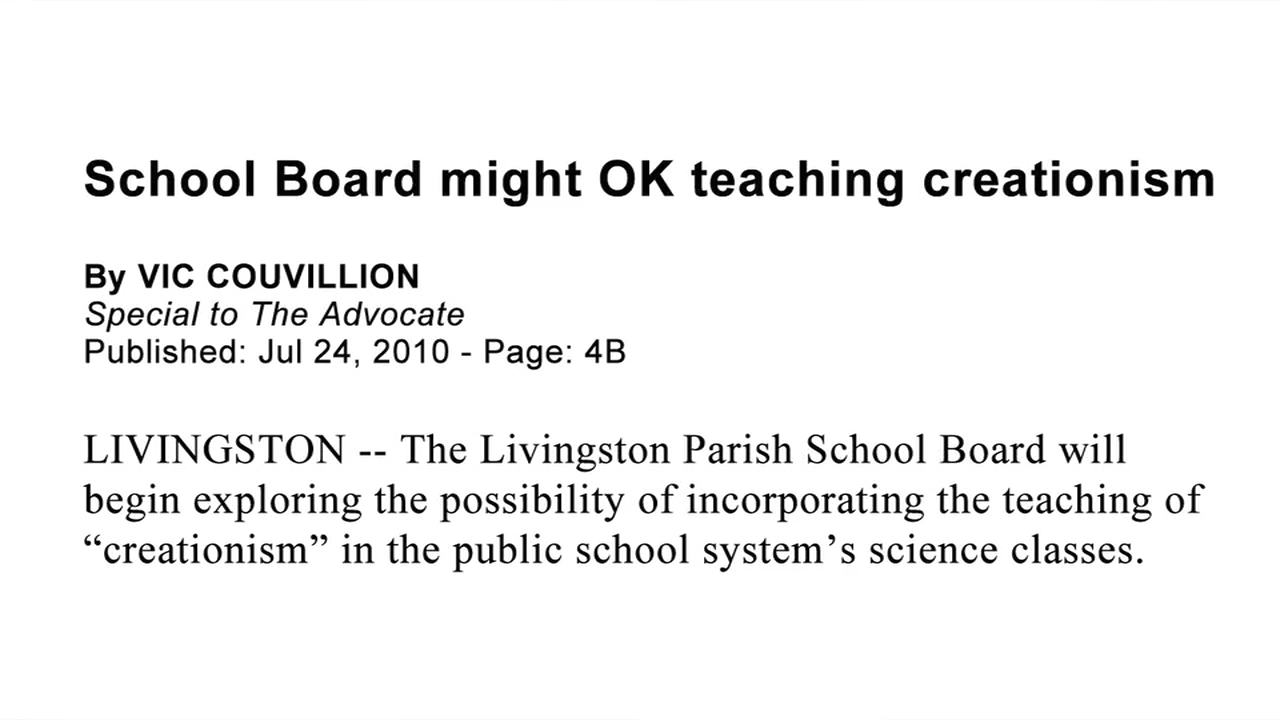 School Board might OK teaching creationism
By VIC COUVILLION
Special to The Advocate
Published: Jul 24, 2010 - Page: 4B
LIVINGSTON -- The Livingston Parish School Board will
begin exploring the possibility of incorporating the teaching of
“creationism” in the public school system’s science classes.